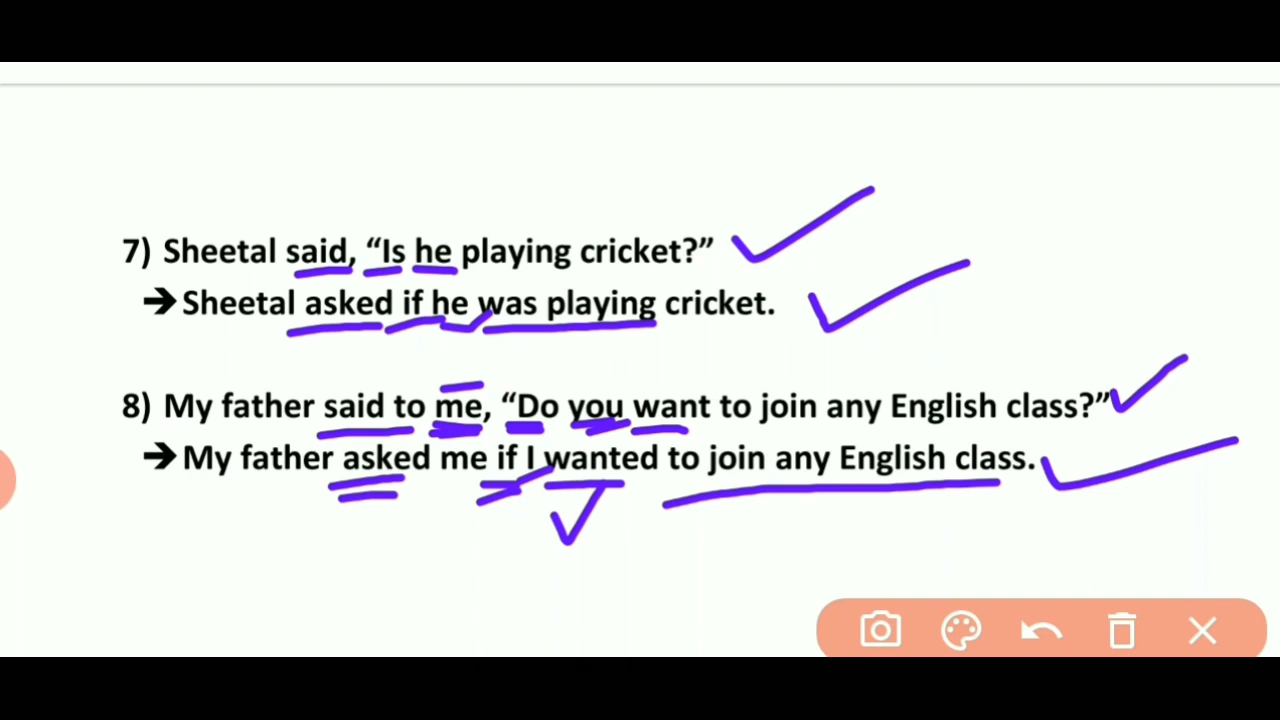 7) Sheetal said, “Is he playing cricket?”
➔ Sheetal asked if he was playing cricket.
8) My father said to me, “Do you want to join any English class?”
➔ My father asked me if I wanted to join any English class.